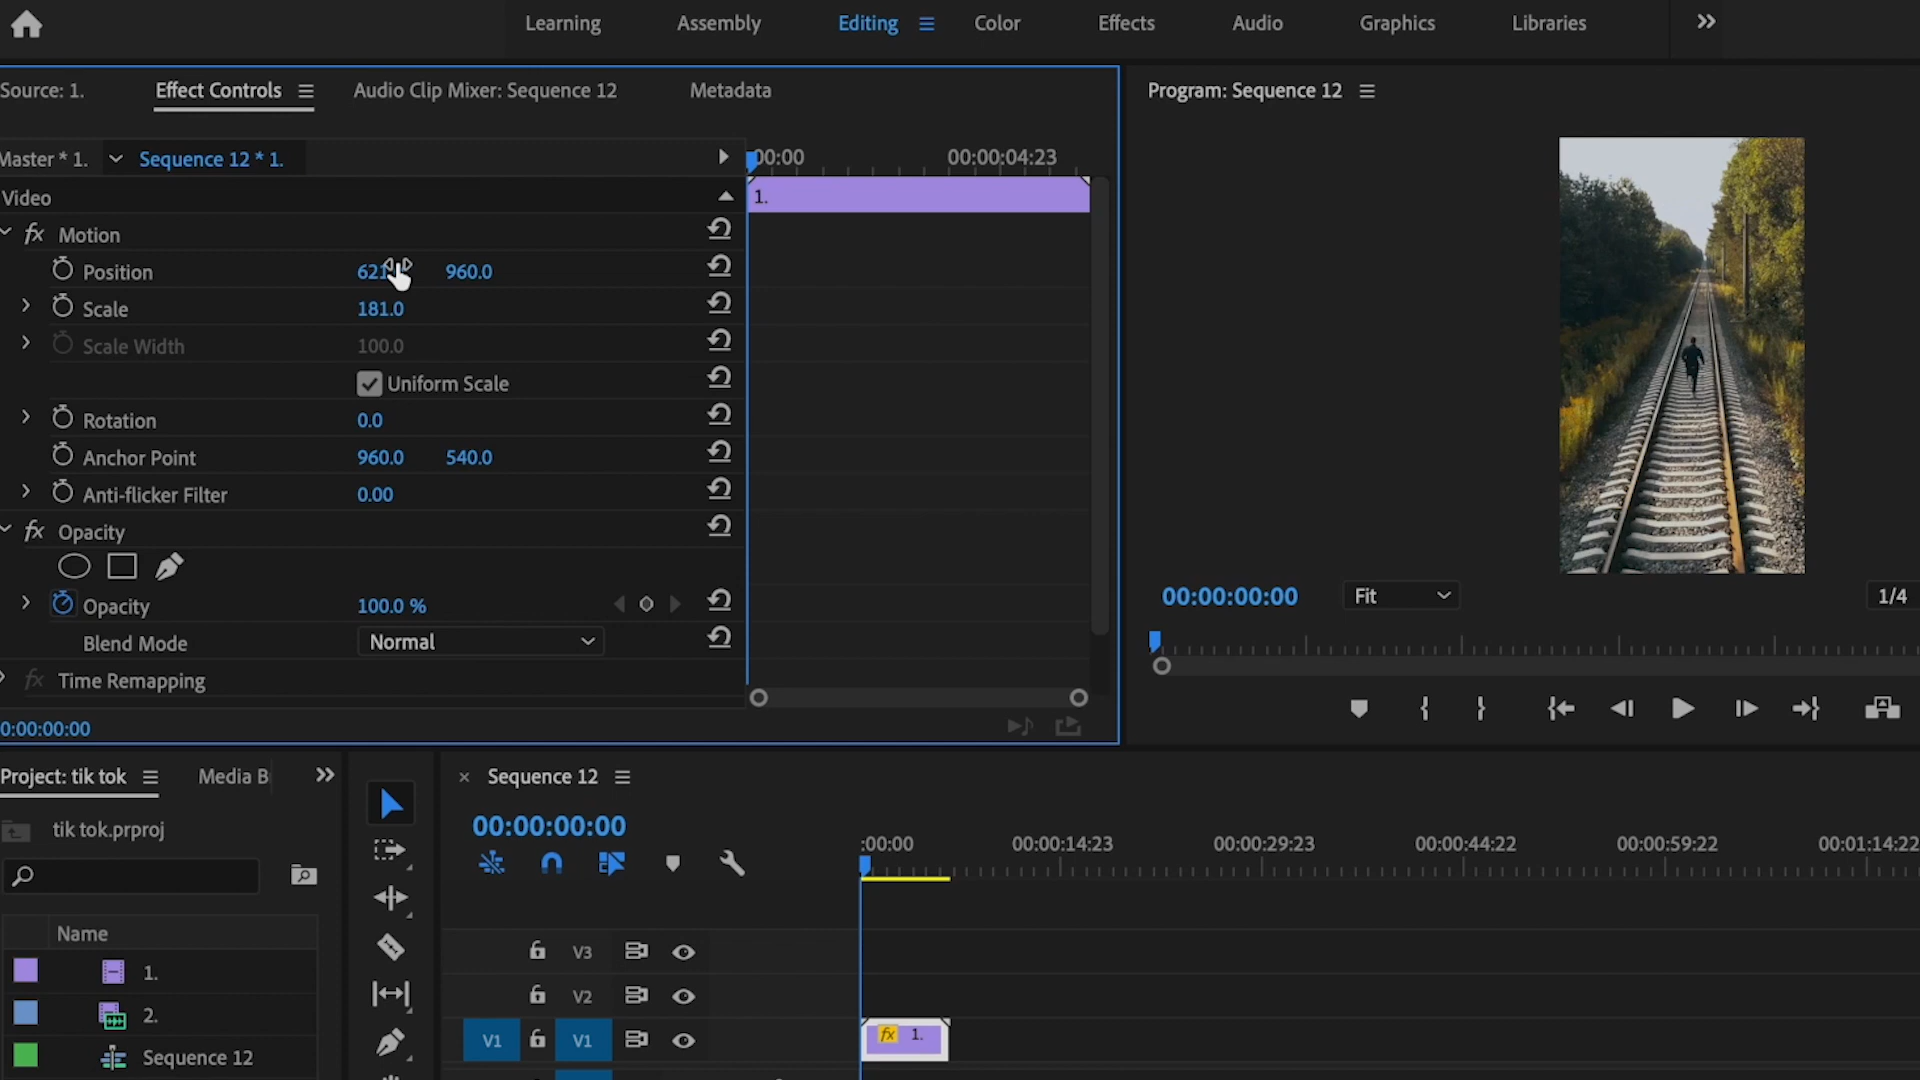 Learning Assembly Editing Color Effects Audio Graphics Libraries
Source: 1. Effect Controls Audio Clip Mixer: Sequence 12 Metadata
Program: Sequence 12
Master * 1. Sequence 12 * 1.
00:00 00:00:04:23
Video
1.
fx Motion
Position 621 960.0
Scale 181.0
Scale Width 100.0
Uniform Scale
Rotation 0.0
Anchor Point 960.0 540.0
Anti-flicker Filter 0.00
fx Opacity
Opacity 100.0 %
Blend Mode Normal
fx Time Remapping
0:00:00:00
00:00:00:00 Fit 1/4
Project: tik tok Media B
tik tok.prproj
Name
1.
2.
Sequence 12
× Sequence 12
00:00:00:00
:00:00 00:00:14:23 00:00:29:23 00:00:44:22 00:00:59:22 00:01:14:22
V3
V2
V1 V1
fx 1.